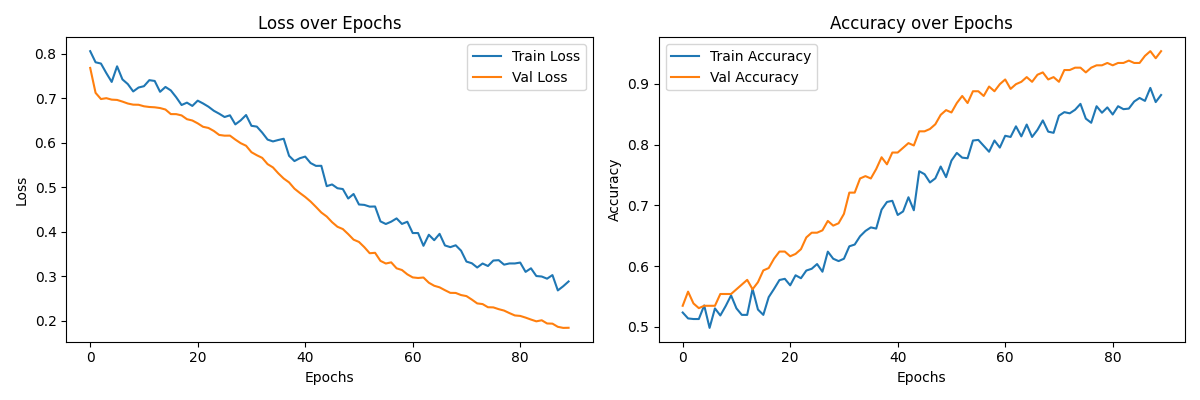 Loss over Epochs
0.8
0.7
0.6
0.5
0.4
0.3
0.2
Loss
0 20 40 60 80
Epochs
Train Loss
Val Loss
Accuracy over Epochs
0.9
0.8
0.7
0.6
0.5
Accuracy
0 20 40 60 80
Epochs
Train Accuracy
Val Accuracy